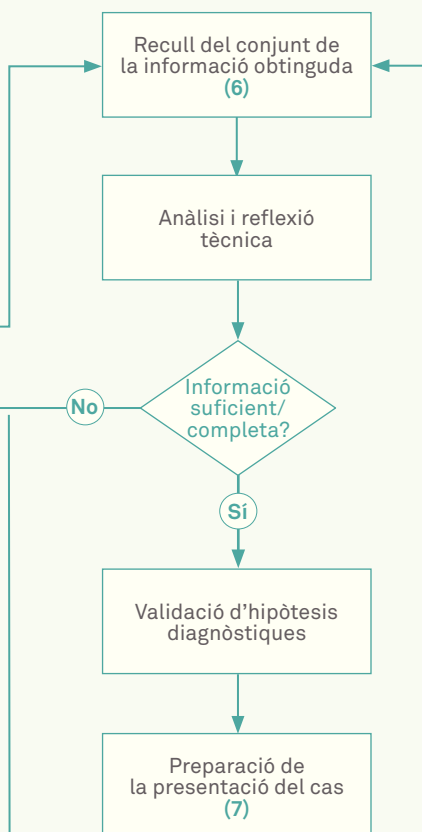 Recull del conjunt de
la informació obtinguda
(6)
Anàlisi i reflexió
tècnica
Informació
suficient/
completa?
No
Sí
Validació d’hipòtesis
diagnòstiques
Preparació de
la presentació del cas
(7)